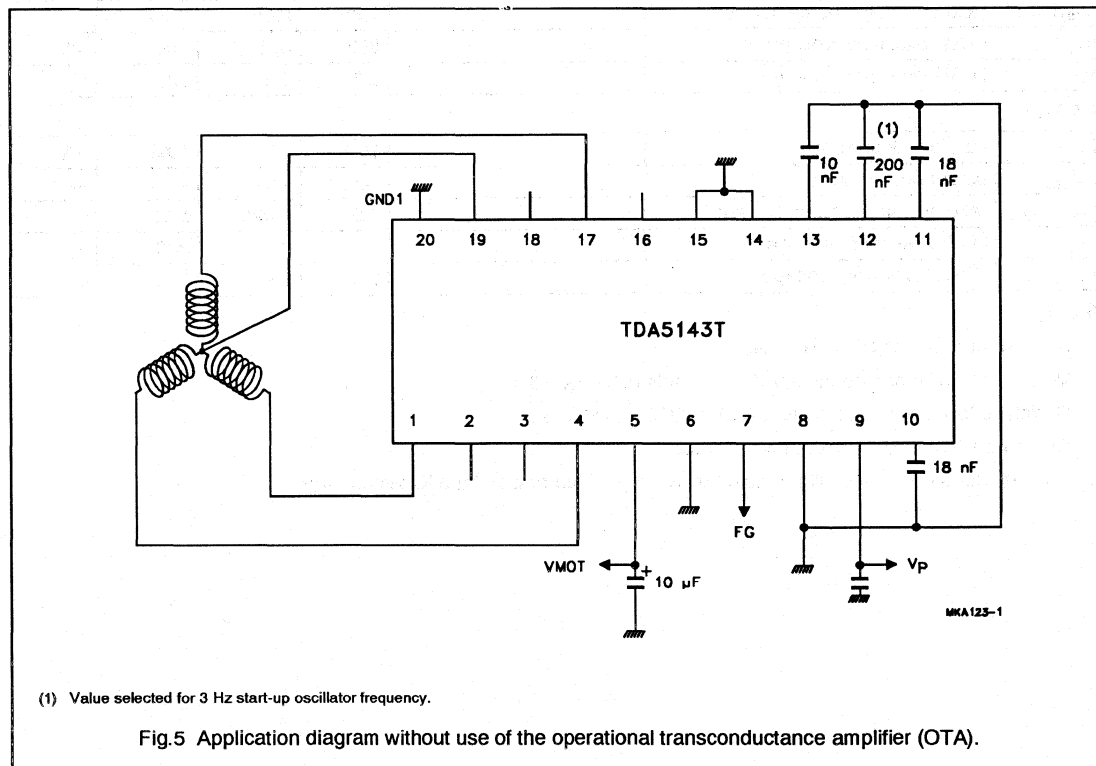 (1)
10 nF
200 nF
18 nF
GND1
20 19 18 17 16 15 14 13 12 11
TDA5143T
1 2 3 4 5 6 7 8 9 10
18 nF
FG
VMOT
+
10 µF
VP
MKA123-1
(1) Value selected for 3 Hz start-up oscillator frequency.
Fig.5 Application diagram without use of the operational transconductance amplifier (OTA).